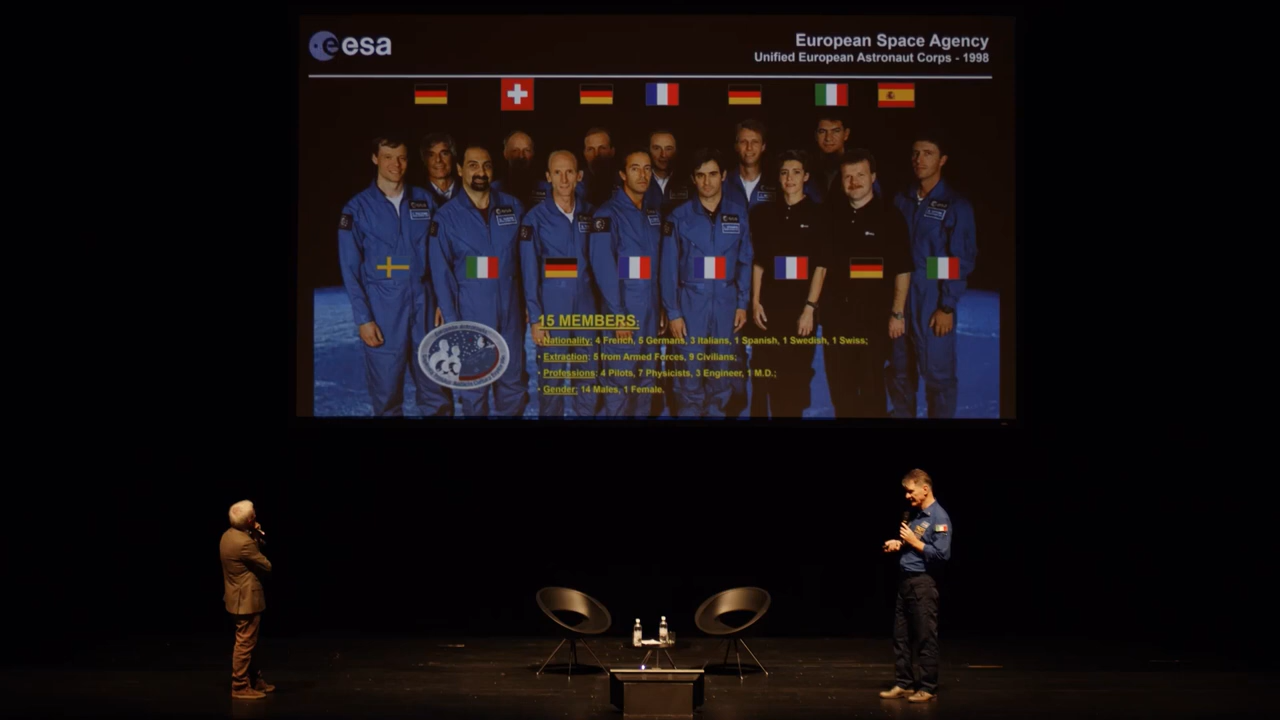 esa
European Space Agency
Unified European Astronaut Corps - 1998
15 MEMBERS:
• Nationality: 4 French, 5 Germans, 3 Italians, 1 Spanish, 1 Swedish, 1 Swiss;
• Extraction: 5 from Armed Forces, 9 Civilians;
• Professions: 4 Pilots, 7 Physicists, 3 Engineer, 1 M.D.;
• Gender: 14 Males, 1 Female.